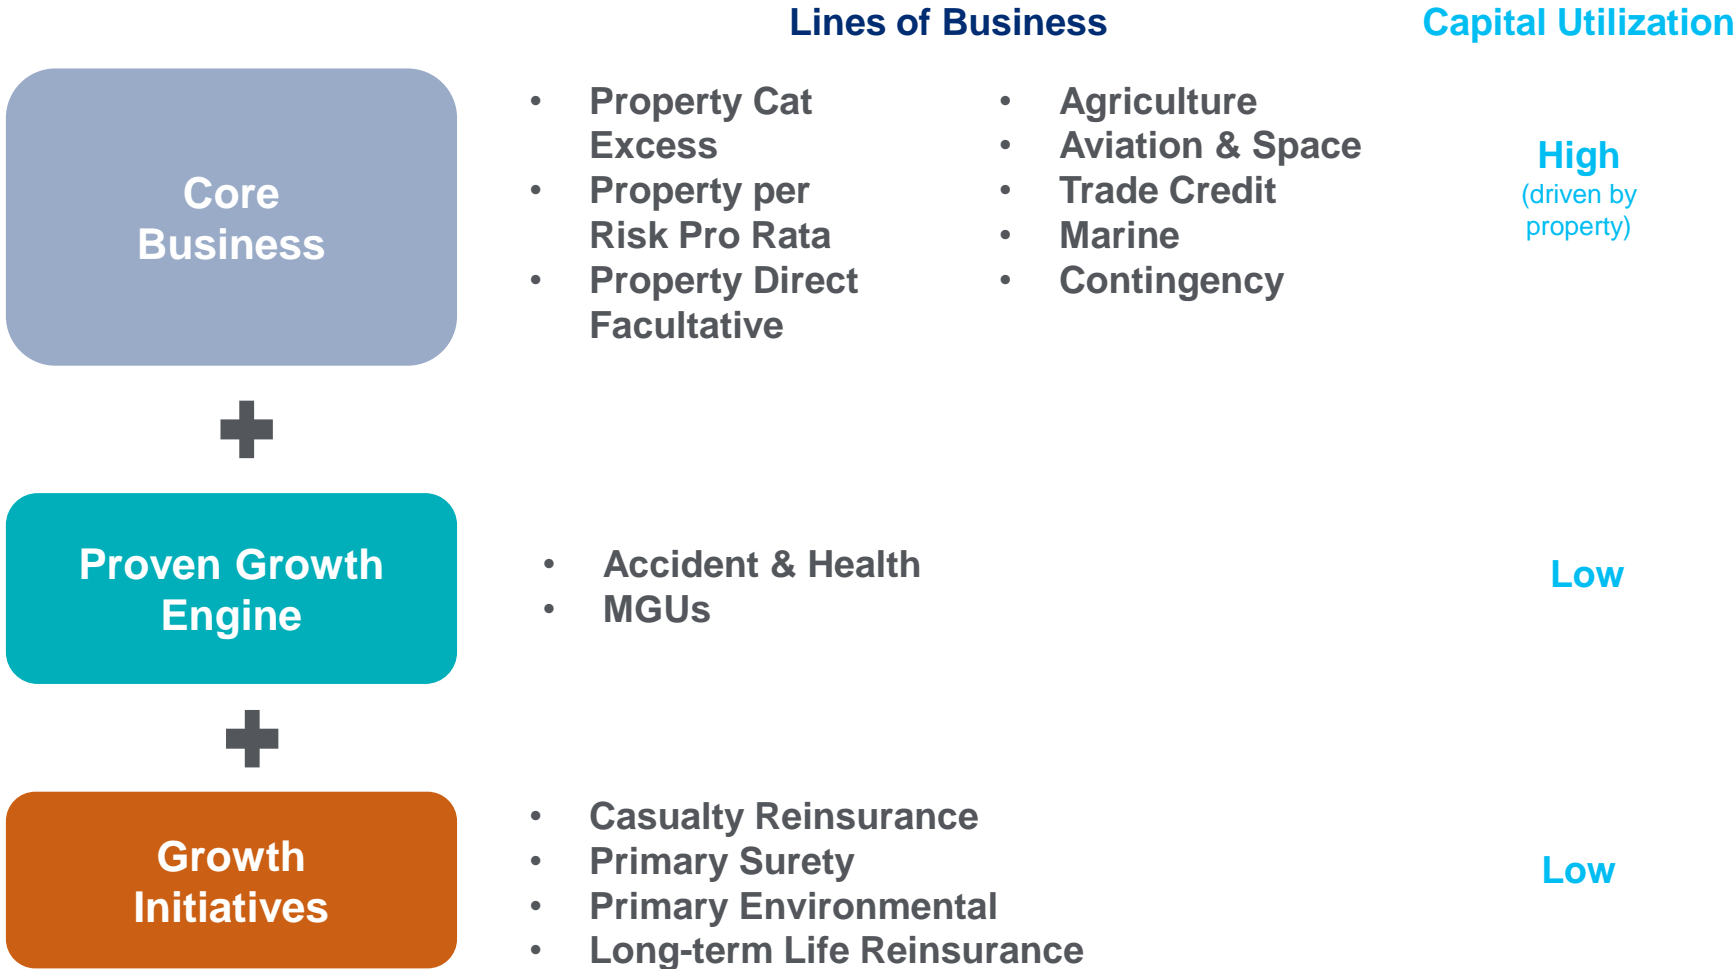 Lines of Business
Capital Utilization
Core
Business
• Property Cat
Excess
• Property per
Risk Pro Rata
• Property Direct
Facultative
• Agriculture
• Aviation & Space
• Trade Credit
• Marine
• Contingency
High
(driven by
property)
Proven Growth
Engine
• Accident & Health
• MGUs
Low
Growth
Initiatives
• Casualty Reinsurance
• Primary Surety
• Primary Environmental
• Long-term Life Reinsurance
Low